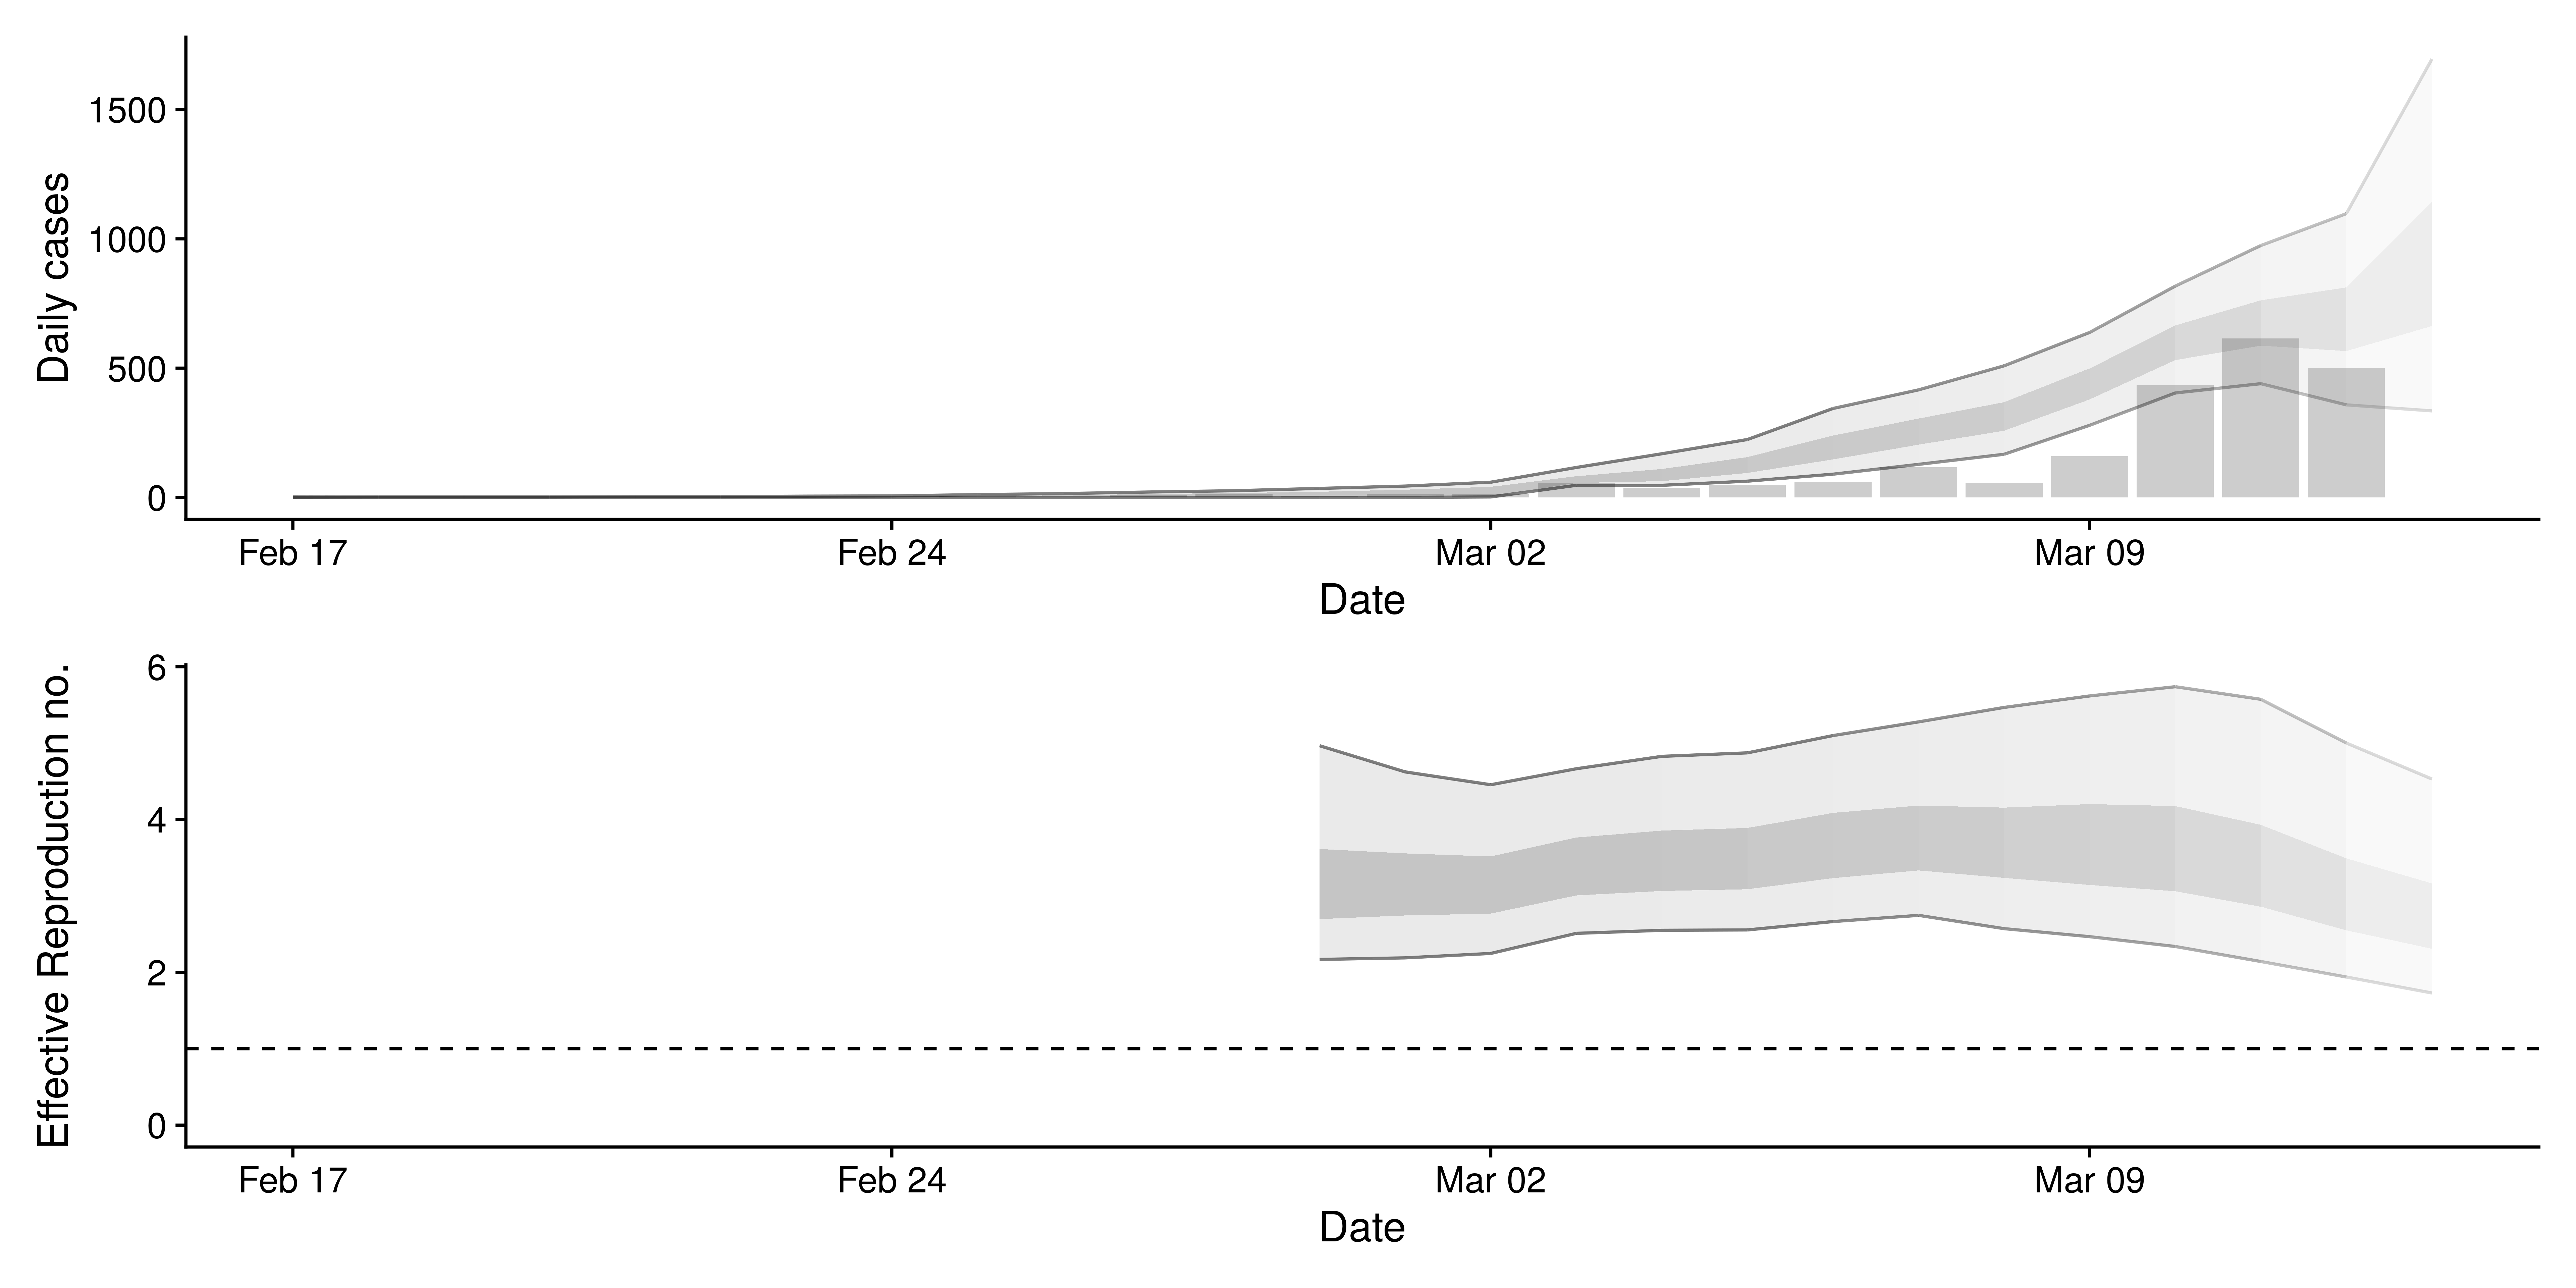 Daily cases
1500
1000
500
0
Feb 17 Feb 24 Mar 02 Mar 09
Date
Effective Reproduction no.
6
4
2
0
Feb 17 Feb 24 Mar 02 Mar 09
Date